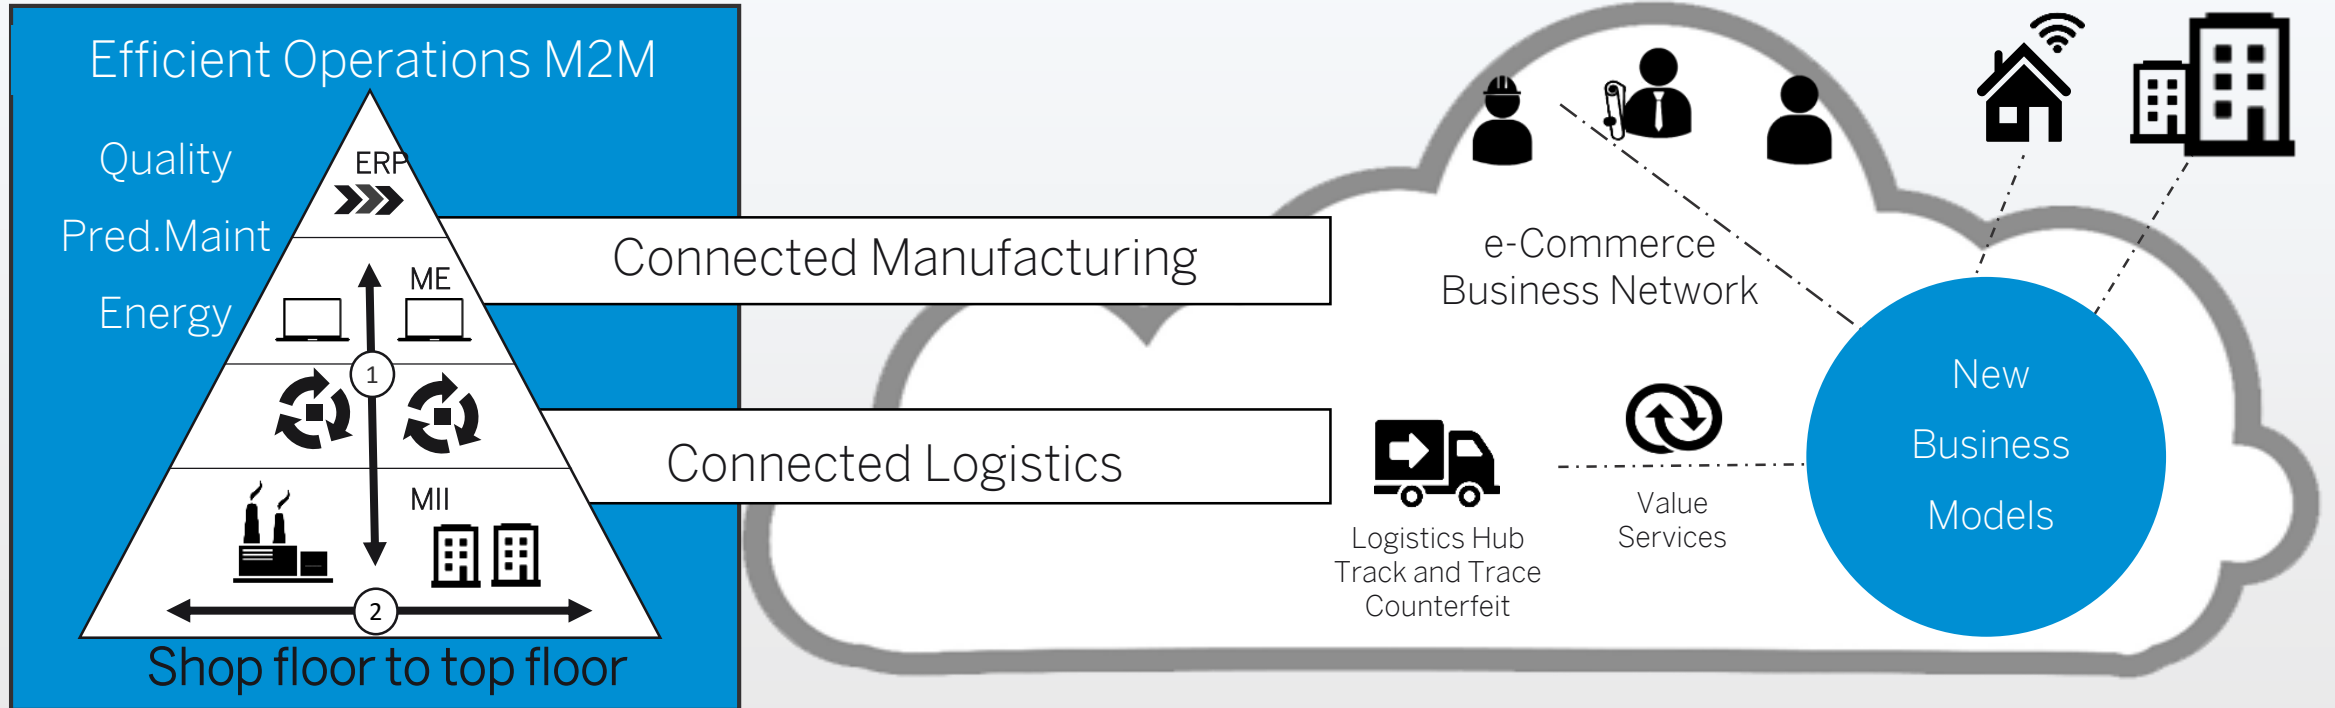 Efficient Operations M2M
Quality
Pred.Maint
Energy
ERP
ME
1
MII
2
Shop floor to top floor
Connected Manufacturing
Connected Logistics
e-Commerce
Business Network
Logistics Hub
Track and Trace
Counterfeit
Value
Services
New
Business
Models